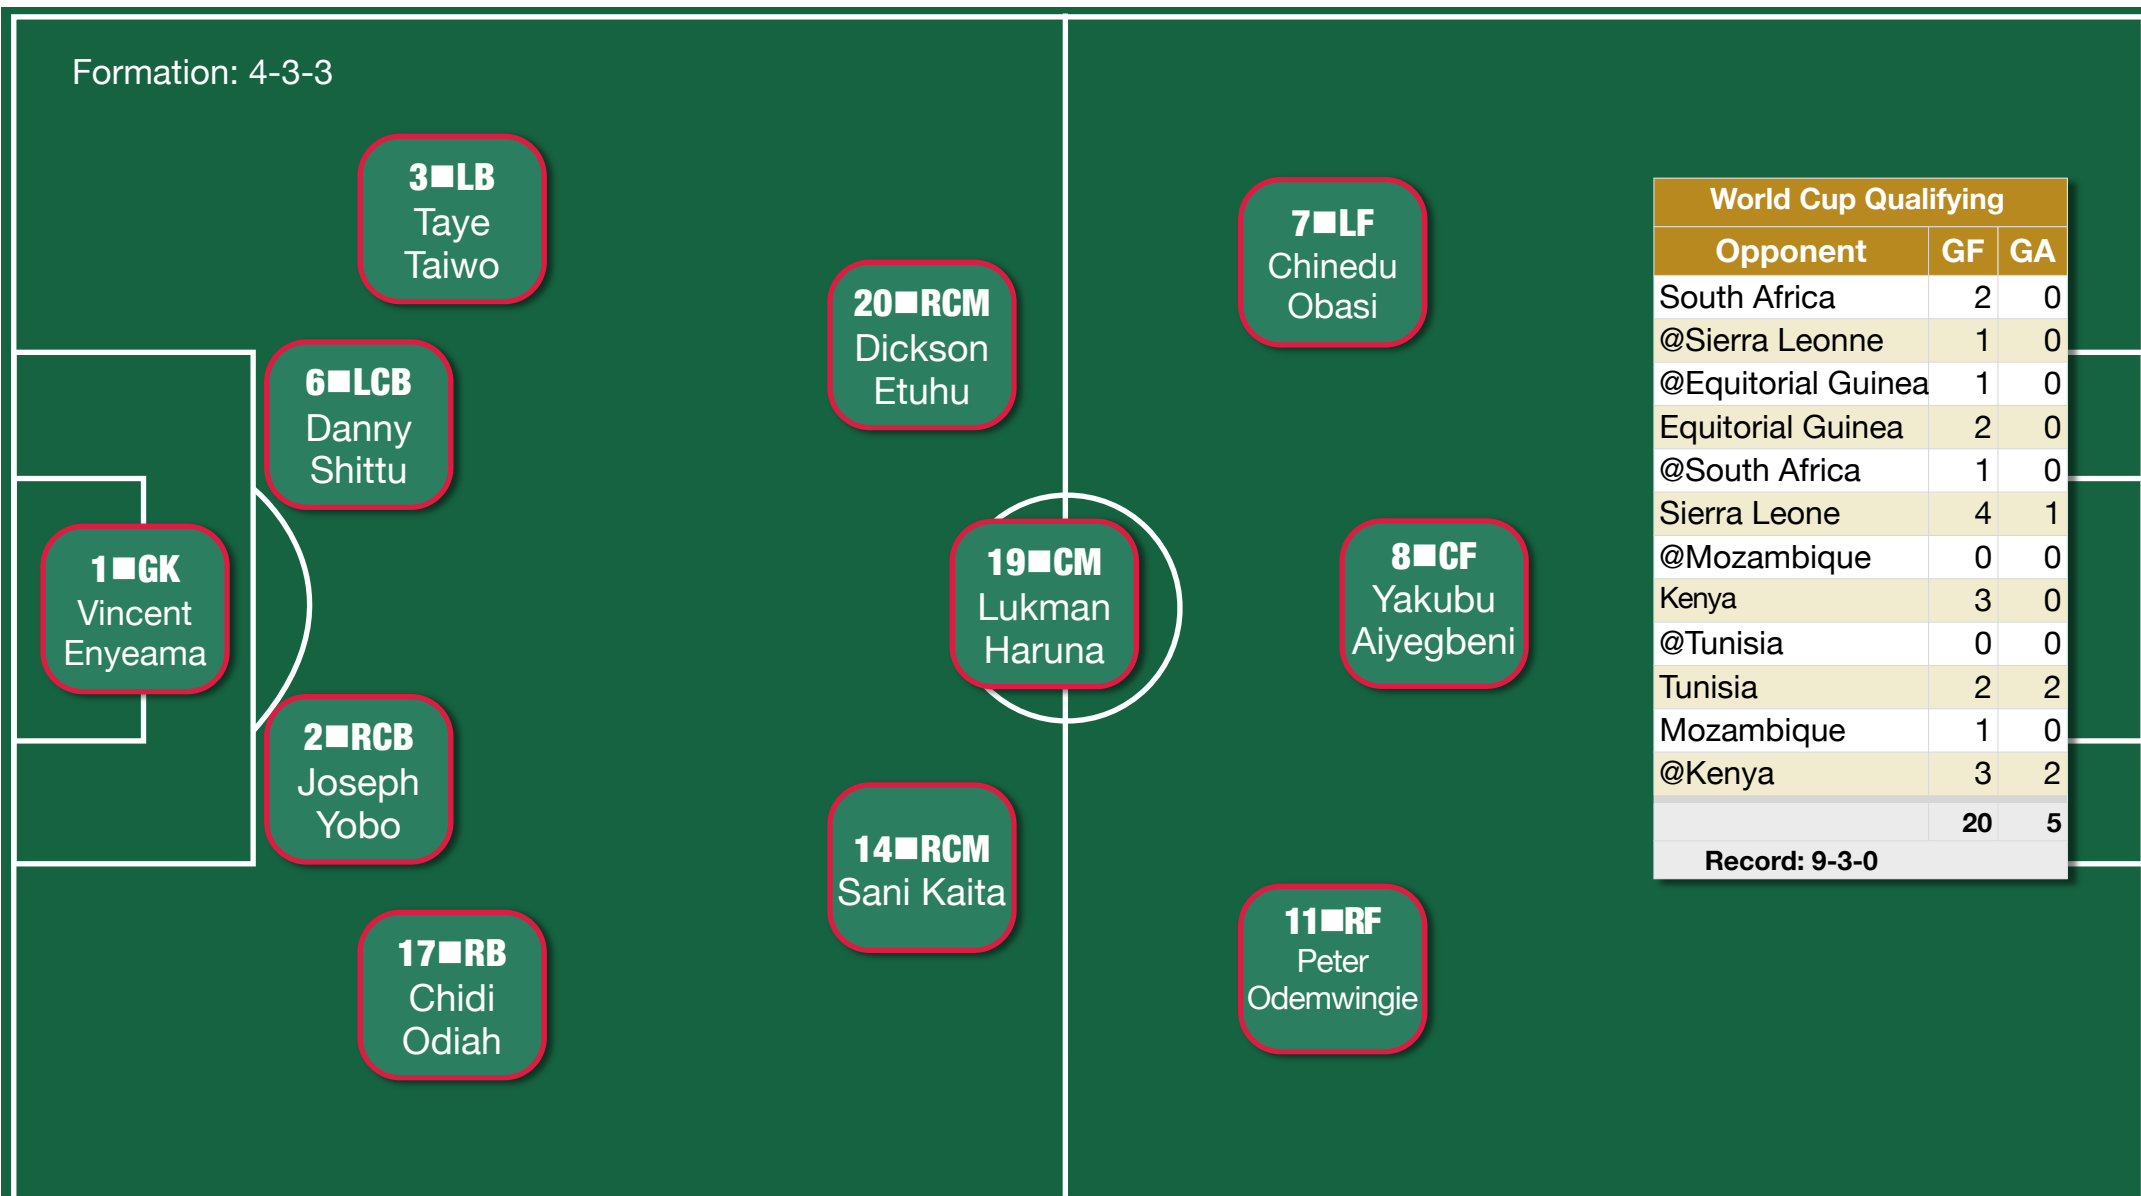 Formation: 4-3-3
3■LB
Taye
Taiwo
6■LCB
Danny
Shittu
1■GK
Vincent
Enyeama
2■RCB
Joseph
Yobo
17■RB
Chidi
Odiah
20■RCM
Dickson
Etuhu
19■CM
Lukman
Haruna
14■RCM
Sani Kaita
7■LF
Chinedu
Obasi
8■CF
Yakubu
Aiyegbeni
11■RF
Peter
Odemwingie
World Cup Qualifying
Opponent GF GA
South Africa 2 0
@Sierra Leonne 1 0
@Equitorial Guinea 1 0
Equitorial Guinea 2 0
@South Africa 1 0
Sierra Leone 4 1
@Mozambique 0 0
Kenya 3 0
@Tunisia 0 0
Tunisia 2 2
Mozambique 1 0
@Kenya 3 2
20 5
Record: 9-3-0